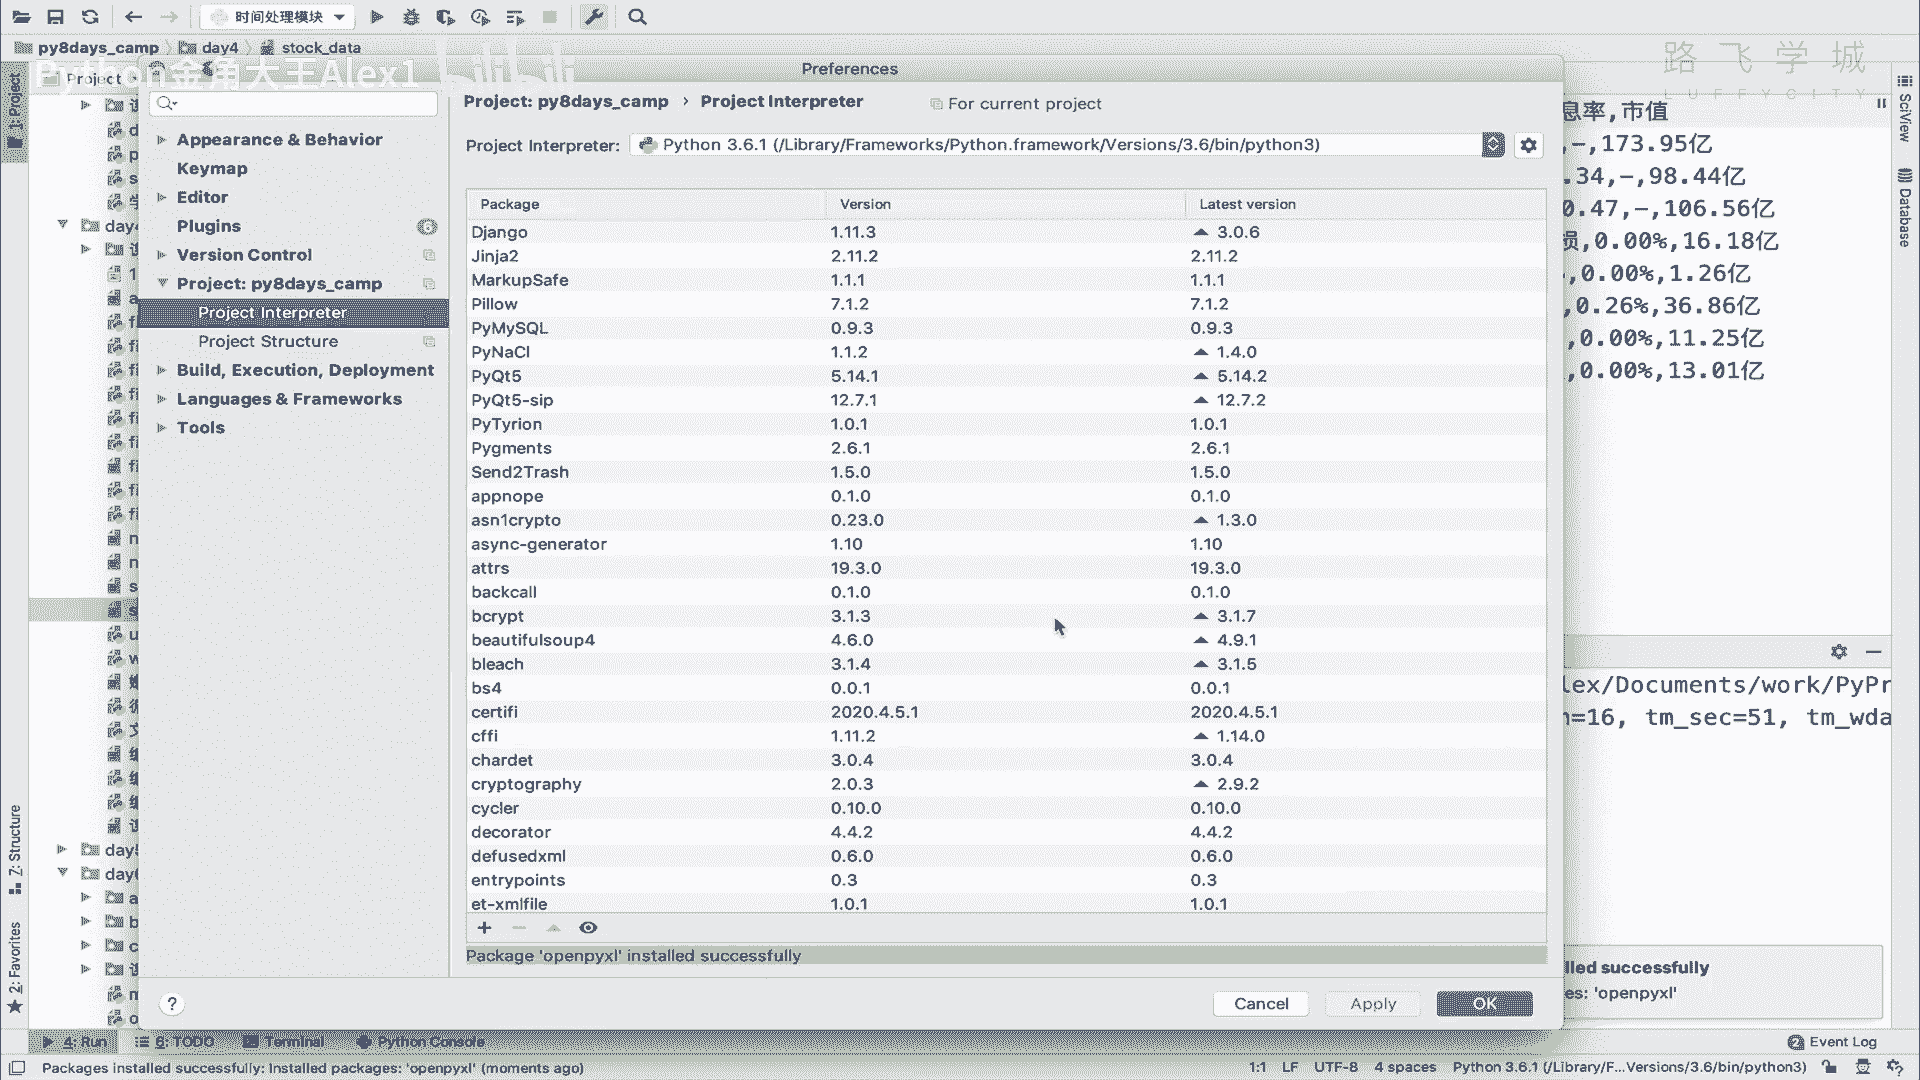 时间处理模块
py8days_camp day4 stock_data
Python金角大王Alex1 bilibili
路飞学城
LUFFYCITY
1: Project
Project
Preferences
Project: py8days_camp › Project Interpreter For current project
Project Interpreter: Python 3.6.1 (/Library/Frameworks/Python.framework/Versions/3.6/bin/python3)
Appearance & Behavior
Keymap
Editor
Plugins 6
Version Control
Project: py8days_camp
Project Interpreter
Project Structure
Build, Execution, Deployment
Languages & Frameworks
Tools
Package Version Latest version
Django 1.11.3 3.0.6
Jinja2 2.11.2 2.11.2
MarkupSafe 1.1.1 1.1.1
Pillow 7.1.2 7.1.2
PyMySQL 0.9.3 0.9.3
PyNaCl 1.1.2 1.4.0
PyQt5 5.14.1 5.14.2
PyQt5-sip 12.7.1 12.7.2
PyTyrion 1.0.1 1.0.1
Pygments 2.6.1 2.6.1
Send2Trash 1.5.0 1.5.0
appnope 0.1.0 0.1.0
asn1crypto 0.23.0 1.3.0
async-generator 1.10 1.10
attrs 19.3.0 19.3.0
backcall 0.1.0 0.1.0
bcrypt 3.1.3 3.1.7
beautifulsoup4 4.6.0 4.9.1
bleach 3.1.4 3.1.5
bs4 0.0.1 0.0.1
certifi 2020.4.5.1 2020.4.5.1
cffi 1.11.2 1.14.0
chardet 3.0.4 3.0.4
cryptography 2.0.3 2.9.2
cycler 0.10.0 0.10.0
decorator 4.4.2 4.4.2
defusedxml 0.6.0 0.6.0
entrypoints 0.3 0.3
et-xmlfile 1.0.1 1.0.1
Package 'openpyxl' installed successfully
Cancel Apply OK
息率,市值
,-,173.95亿
.34,-,98.44亿
0.47,-,106.56亿
损,0.00%,16.18亿
,0.00%,1.26亿
,0.26%,36.86亿
,0.00%,11.25亿
,0.00%,13.01亿
SciView
Database
lex/Documents/work/PyPr
n=16, tm_sec=51, tm_wda
lled successfully
es: 'openpyxl'
7: Structure
2: Favorites
4: Run 6: TODO Terminal Python Console 2 Event Log
Packages installed successfully: Installed packages: 'openpyxl' (moments ago) 1:1 LF UTF-8 4 spaces Python 3.6.1 (/Library/F...Versions/3.6/bin/python3)